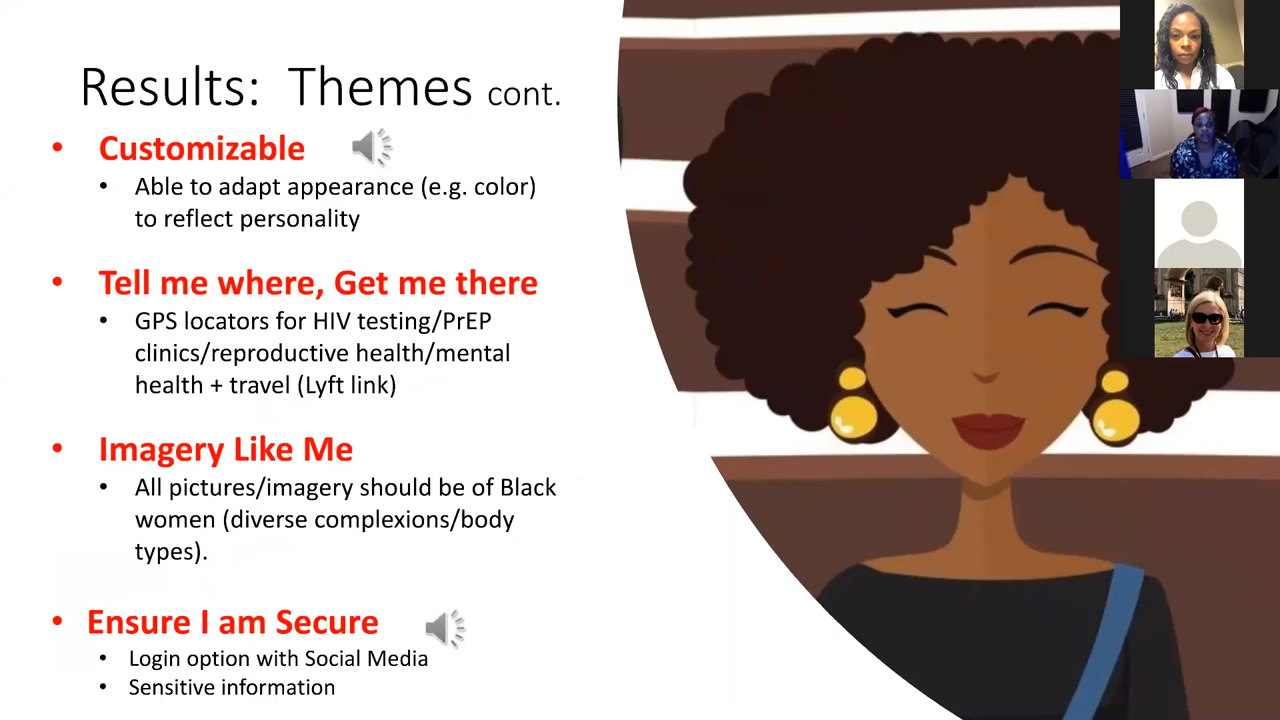 Results: Themes cont.
• Customizable
• Able to adapt appearance (e.g. color)
to reflect personality
• Tell me where, Get me there
• GPS locators for HIV testing/PrEP
clinics/reproductive health/mental
health + travel (Lyft link)
• Imagery Like Me
• All pictures/imagery should be of Black
women (diverse complexions/body
types).
• Ensure I am Secure
• Login option with Social Media
• Sensitive information